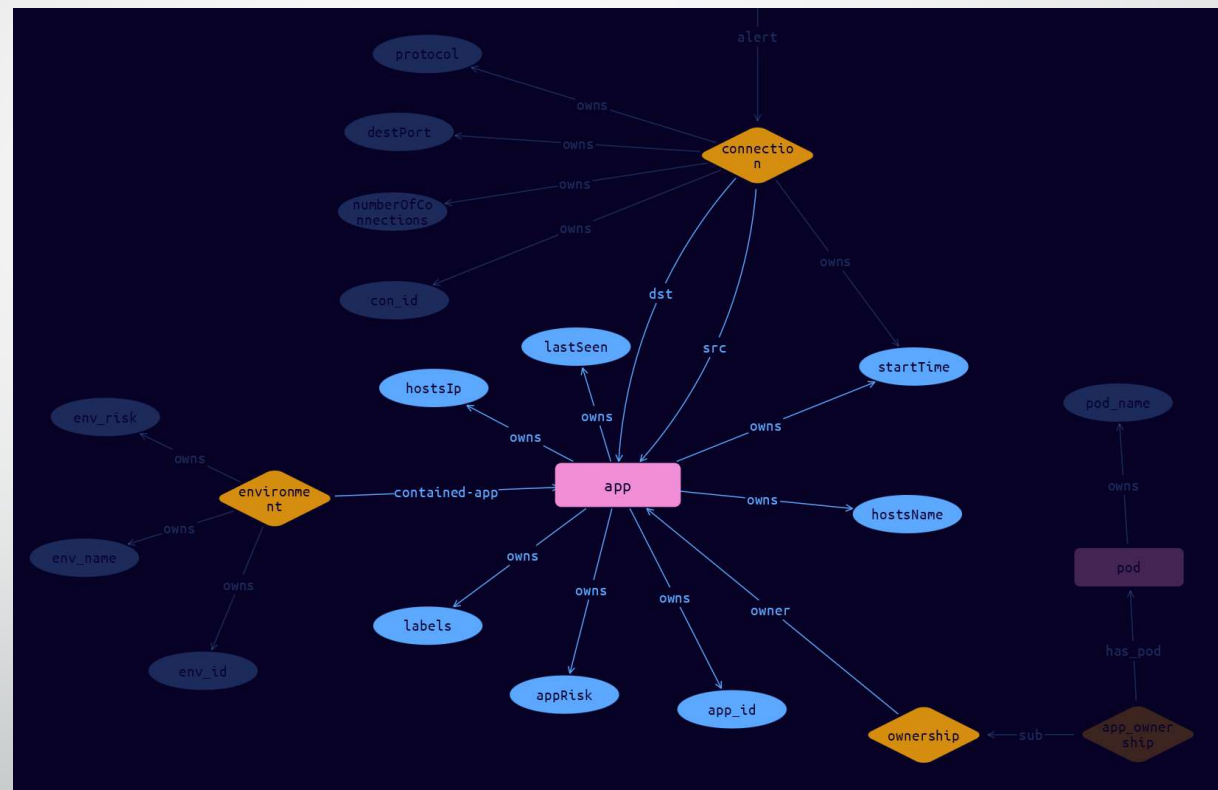 alert
protocol
owns
destPort
owns
connectio
n
owns
numberOfCo
nnections
owns
owns
con_id
dst
src
lastSeen
startTime
hostsIp
pod_name
env_risk
owns
owns
owns
owns
owns
environme
nt
contained-app
app
owns
hostsName
owns
env_name
owns
pod
owns
owns
owns
owns
owner
labels
has_pod
env_id
appRisk
app_id
ownership
sub
app_owner
ship